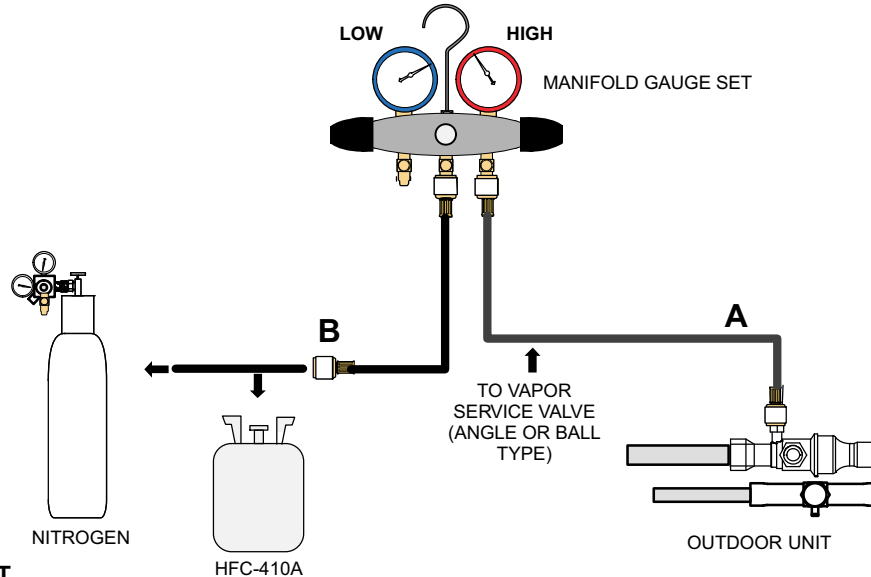 LOW
HIGH
MANIFOLD GAUGE SET
B
A
TO VAPOR
SERVICE VALVE
(ANGLE OR BALL
TYPE)
NITROGEN
OUTDOOR UNIT
HFC-410A
T